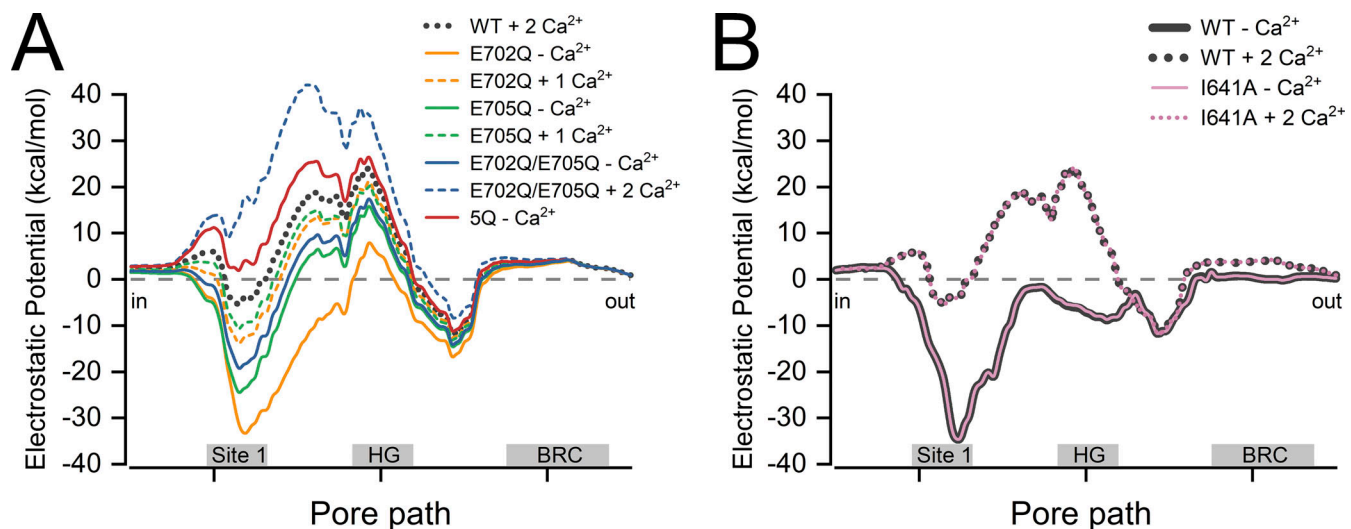 A
WT + 2 Ca²⁺
E702Q - Ca²⁺
E702Q + 1 Ca²⁺
E705Q - Ca²⁺
E705Q + 1 Ca²⁺
E702Q/E705Q - Ca²⁺
E702Q/E705Q + 2 Ca²⁺
5Q - Ca²⁺
Electrostatic Potential (kcal/mol)
40
30
20
10
0
-10
-20
-30
-40
in
out
Site 1
HG
BRC
Pore path
B
WT - Ca²⁺
WT + 2 Ca²⁺
I641A - Ca²⁺
I641A + 2 Ca²⁺
Electrostatic Potential (kcal/mol)
40
30
20
10
0
-10
-20
-30
-40
in
out
Site 1
HG
BRC
Pore path